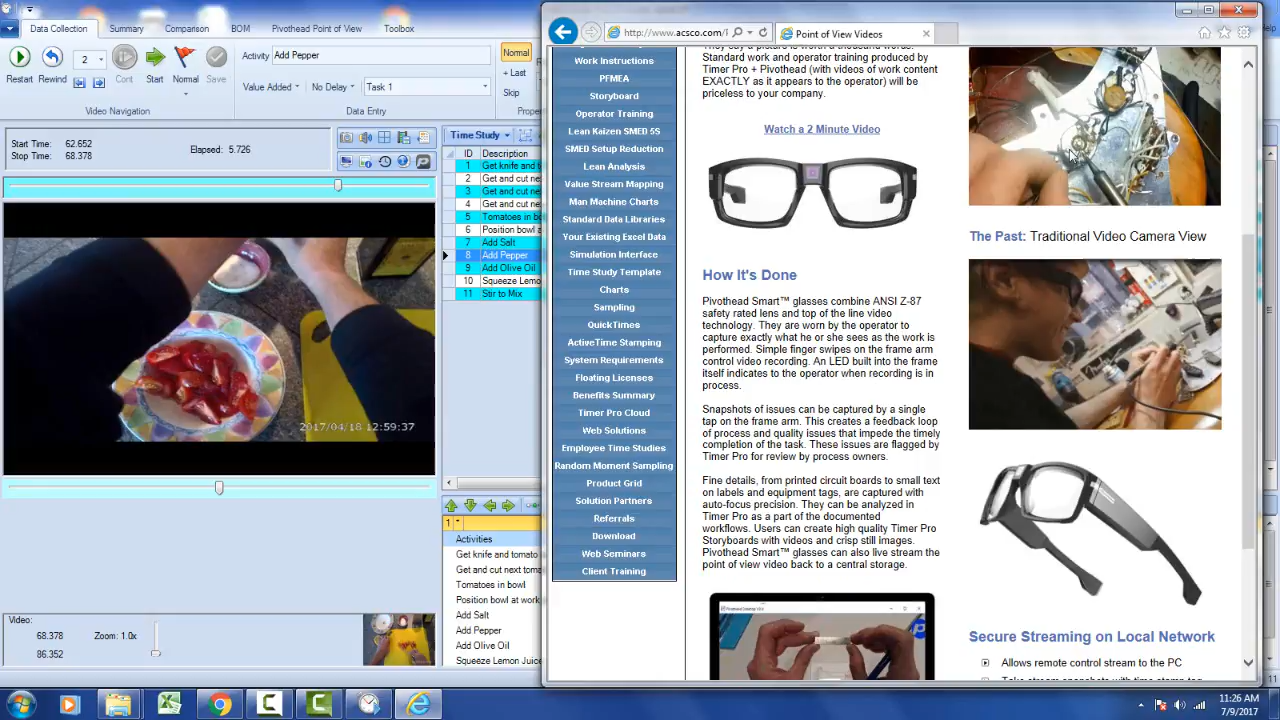 Data Collection
Summary
Comparison
BOM
Pivothead Point of View
Toolbox
Restart
Rewind
2
Cont
Start
Normal
Activity
Add Pepper
Value Added
No Delay
Task 1
Normal
+ Last
Skip
Video Navigation
Data Entry
Start Time: 62.652
Stop Time: 68.378
Elapsed: 5.726
Time Study
ID Description
1 Get knife and t
2 Get and cut ne
3 Get and cut ne
4 Get and cut ne
5 Tomatoes in b
6 Position bowl a
7 Add Salt
8 Add Pepper
9 Add Olive Oil
10 Squeeze Lemo
11 Stir to Mix
2017/04/18 12:59:37
1
Activities
Get knife and tomato
Get and cut next toma
Tomatoes in bowl
Position bowl at work
Add Salt
Add Pepper
Add Olive Oil
Squeeze Lemon Juice
Video
68.378
86.352
Zoom: 1.0x
http://www.acsco.com/
Point of View Videos
Work Instructions
PFMEA
Storyboard
Operator Training
Lean Kaizen SMED 5S
SMED Setup Reduction
Lean Analysis
Value Stream Mapping
Man Machine Charts
Standard Data Libraries
Your Existing Excel Data
Simulation Interface
Time Study Template
Charts
Sampling
QuickTimes
ActiveTime Stamping
System Requirements
Floating Licenses
Benefits Summary
Timer Pro Cloud
Web Solutions
Employee Time Studies
Random Moment Sampling
Product Grid
Solution Partners
Referrals
Download
Web Seminars
Client Training
They say a picture is worth a thousand words.
Standard work and operator training produced by
Timer Pro + Pivothead (with videos of work content
EXACTLY as it appears to the operator) will be
priceless to your company.
Watch a 2 Minute Video
How It's Done
Pivothead Smart™ glasses combine ANSI Z-87
safety rated lens and top of the line video
technology. They are worn by the operator to
capture exactly what he or she sees as the work is
performed. Simple finger swipes on the frame arm
control video recording. An LED built into the frame
itself indicates to the operator when recording is in
process.
Snapshots of issues can be captured by a single
tap on the frame arm. This creates a feedback loop
of process and quality issues that impede the timely
completion of the task. These issues are flagged by
Timer Pro for review by process owners.
Fine details, from printed circuit boards to small text
on labels and equipment tags, are captured with
auto-focus precision. They can be analyzed in
Timer Pro as a part of the documented
workflows. Users can create high quality Timer Pro
Storyboards with videos and crisp still images.
Pivothead Smart™ glasses can also live stream the
point of view video back to a central storage.
The Past: Traditional Video Camera View
Secure Streaming on Local Network
Allows remote control stream to the PC
11:26 AM
7/9/2017